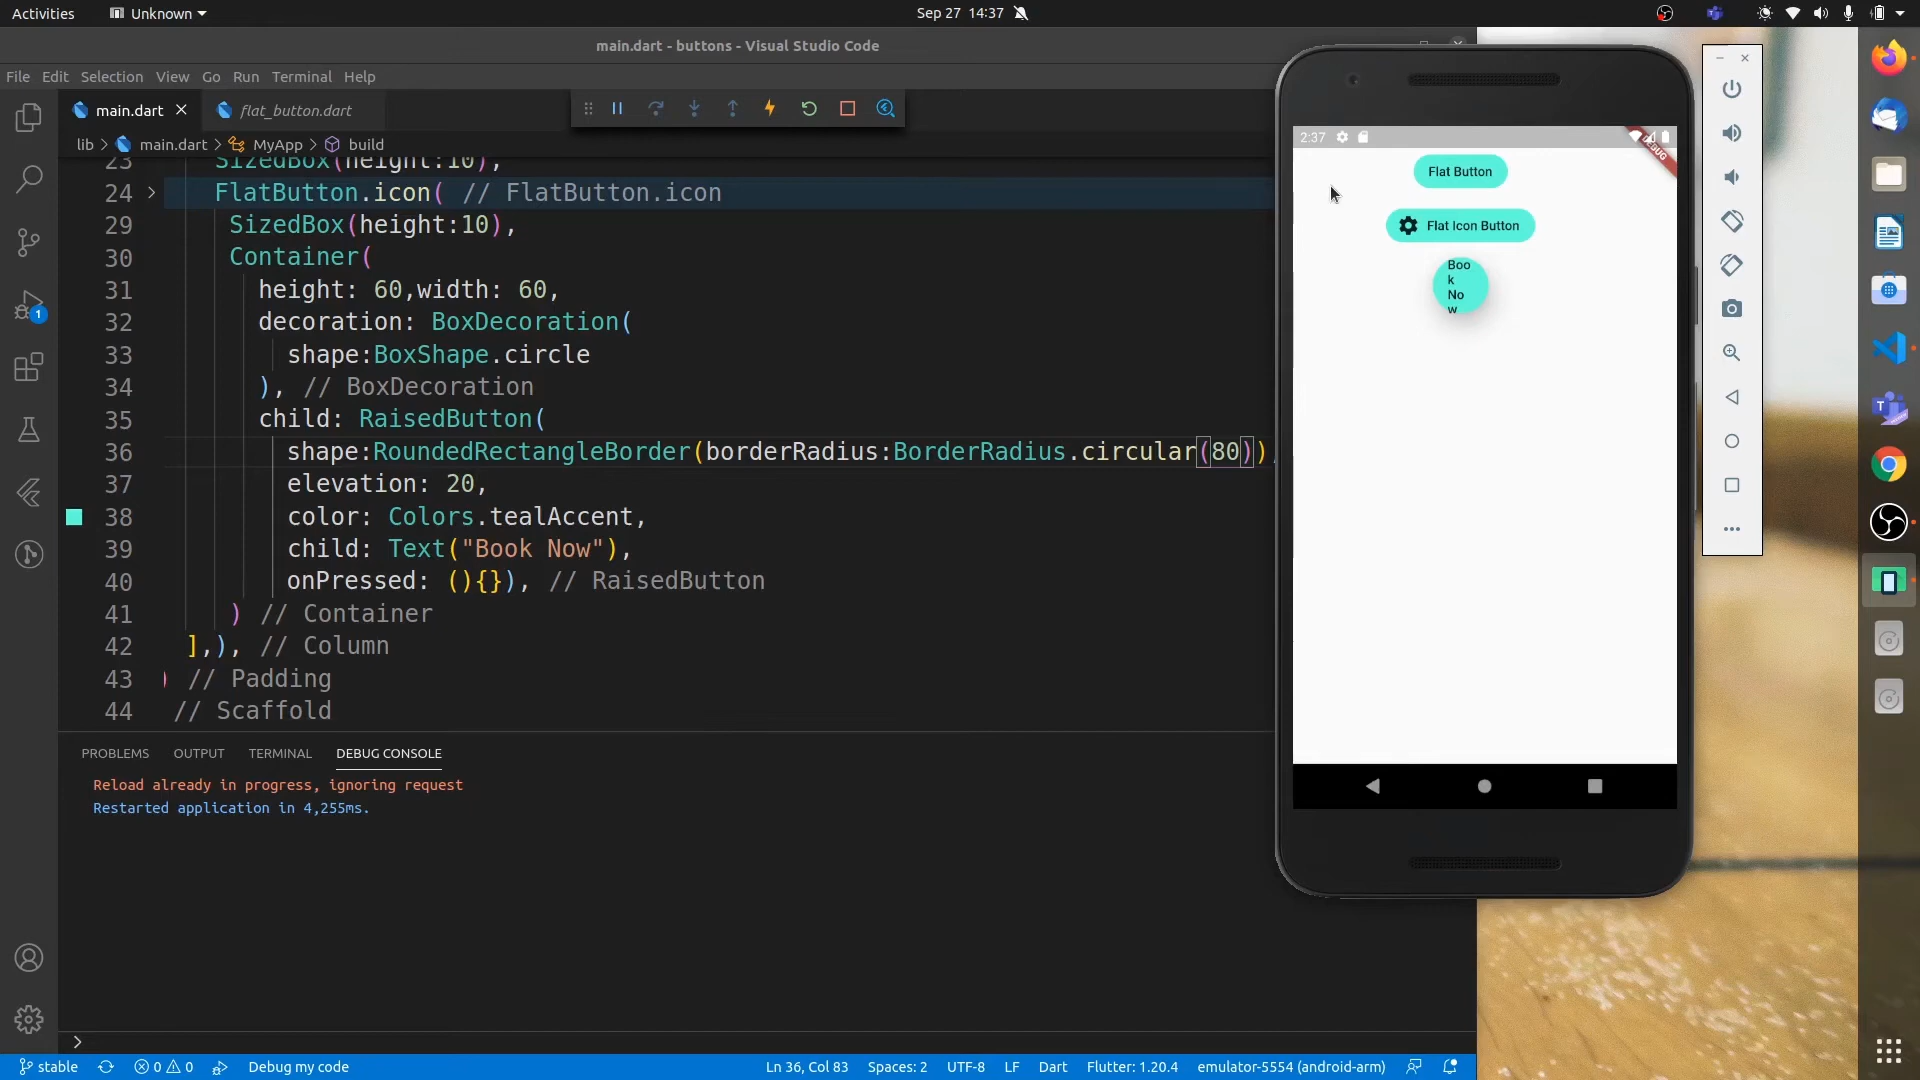 Activities
Unknown
Sep 27 14:37
main.dart - buttons - Visual Studio Code
File Edit Selection View Go Run Terminal Help
main.dart
flat_button.dart
lib > main.dart > MyApp > build
23 SizedBox(height:10),
24 FlatButton.icon( // FlatButton.icon
29 SizedBox(height:10),
30 Container(
31 height: 60,width: 60,
32 decoration: BoxDecoration(
33 shape:BoxShape.circle
34 ), // BoxDecoration
35 child: RaisedButton(
36 shape:RoundedRectangleBorder(borderRadius:BorderRadius.circular(80))
37 elevation: 20,
38 color: Colors.tealAccent,
39 child: Text("Book Now"),
40 onPressed: (){}), // RaisedButton
41 ) // Container
42 ],), // Column
43 ) // Padding
44 // Scaffold
1
PROBLEMS OUTPUT TERMINAL DEBUG CONSOLE
Reload already in progress, ignoring request
Restarted application in 4,255ms.
>
stable
0 0
Debug my code
Ln 36, Col 83
Spaces: 2
UTF-8
LF
Dart
Flutter: 1.20.4
emulator-5554 (android-arm)
2:37
DEBUG
Flat Button
Flat Icon Button
Boo
k
No
w